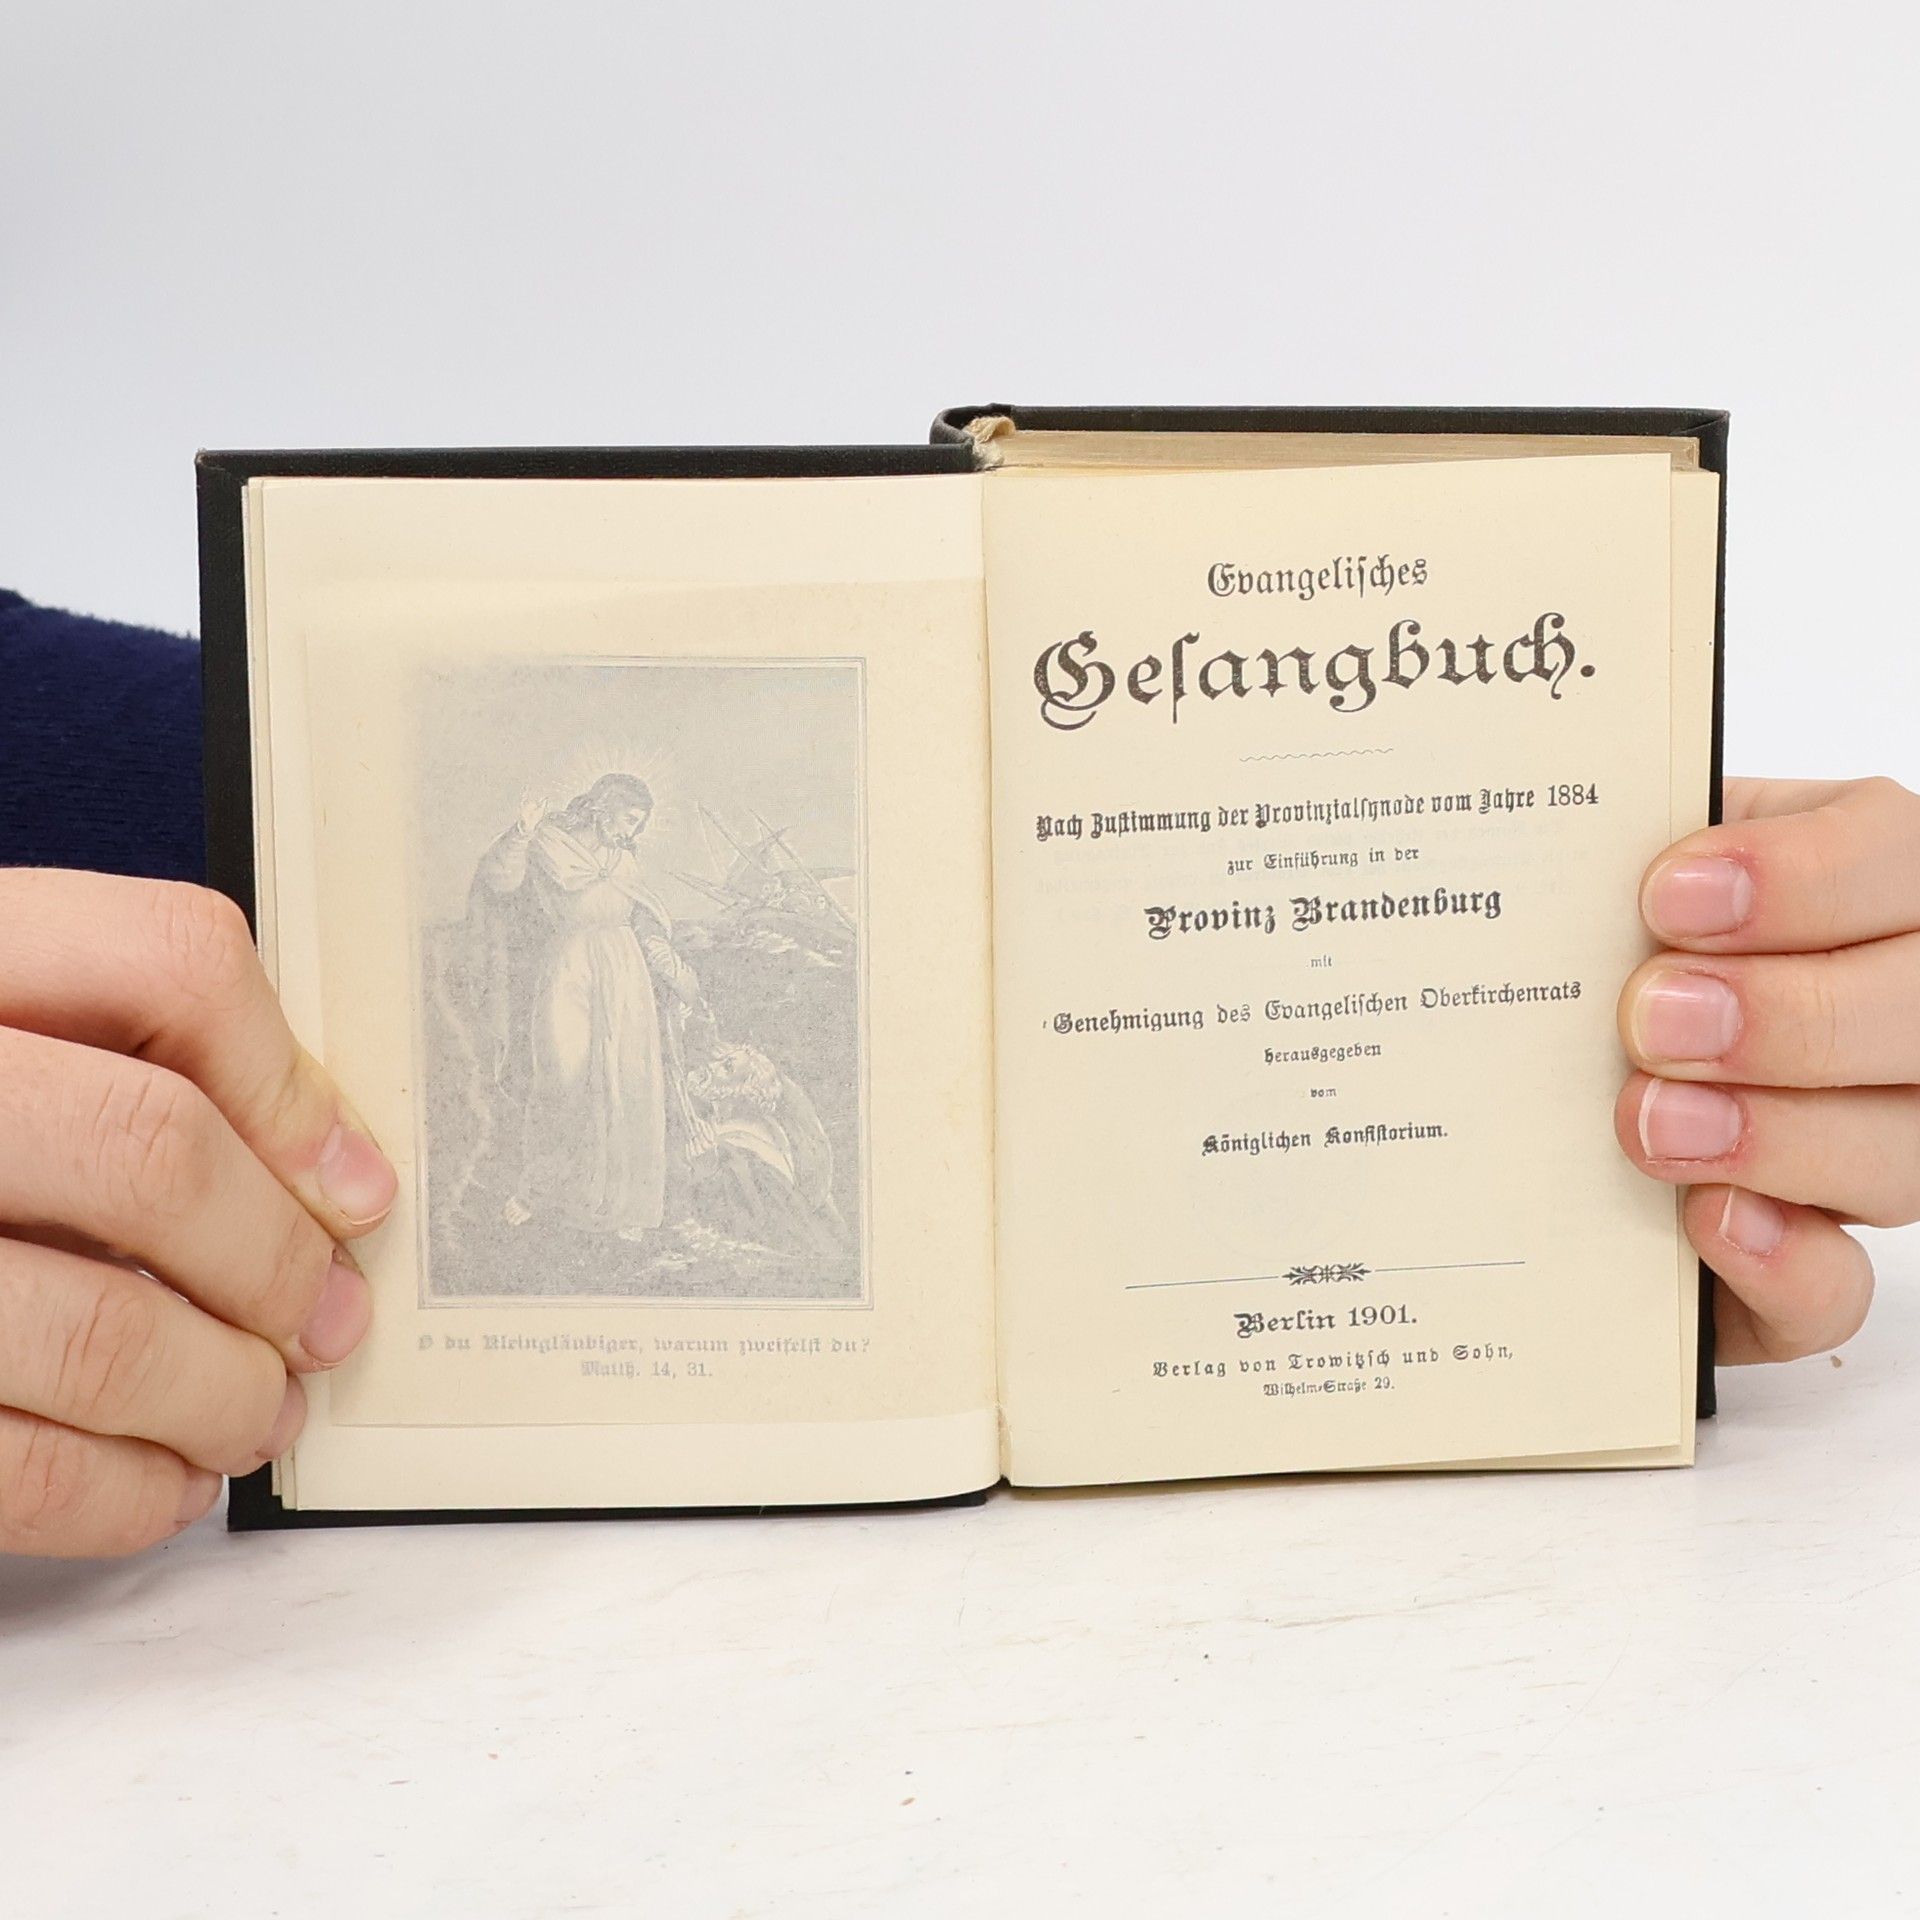 O du Kleingläubiger, warum zweifelst du?
Matth. 14, 31.
Evangeliſches
Geſangbuch.
Nach Zuſtimmung der Provinzialſynode vom Jahre 1884
zur Einführung in der
Provinz Brandenburg
mit
Genehmigung des Evangeliſchen Oberkirchenrats
herausgegeben
vom
Königlichen Konſiſtorium.
Berlin 1901.
Verlag von Trowitzſch und Sohn,
Wilhelm-Straße 29.